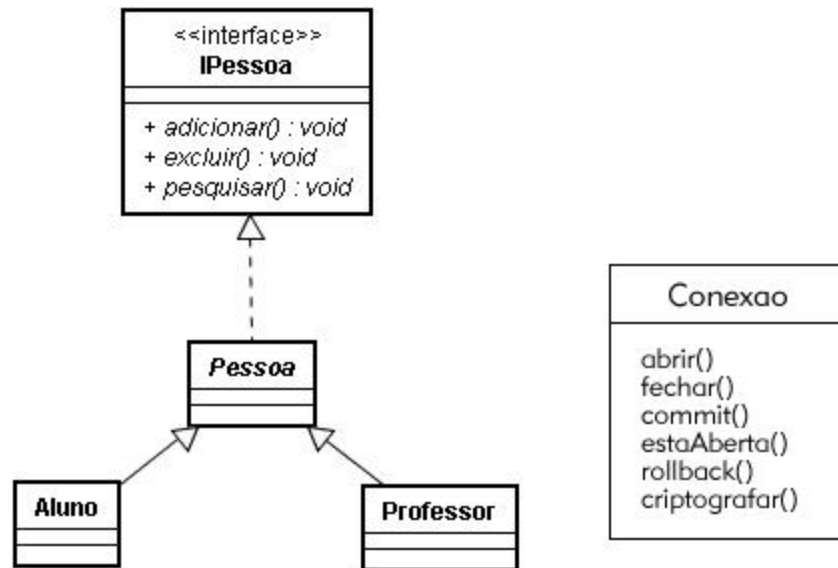 <<interface>>
IPessoa
+ adicionar() : void
+ excluir() : void
+ pesquisar() : void
Pessoa
Aluno
Professor
Conexao
abrir()
fechar()
commit()
estaAberta()
rollback()
criptografar()